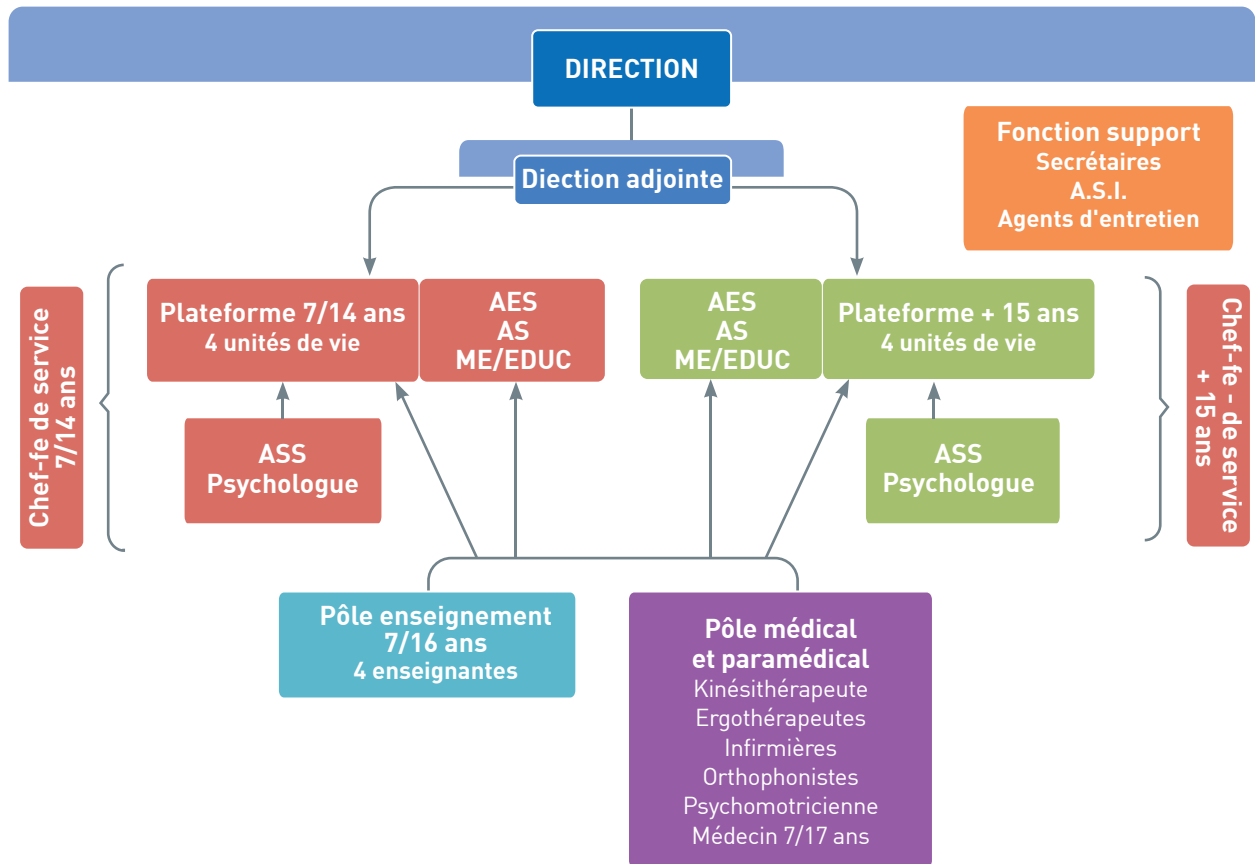 DIRECTION
Diection adjointe
Fonction support
Secrétaires
A.S.I.
Agents d'entretien
Chef-fe de service
7/14 ans
Plateforme 7/14 ans
4 unités de vie
AES
AS
ME/EDUC
AES
AS
ME/EDUC
Plateforme + 15 ans
4 unités de vie
Chef-fe - de service
+ 15 ans
ASS
Psychologue
ASS
Psychologue
Pôle enseignement
7/16 ans
4 enseignantes
Pôle médical
et paramédical
Kinésithérapeute
Ergothérapeutes
Infirmières
Orthophonistes
Psychomotricienne
Médecin 7/17 ans